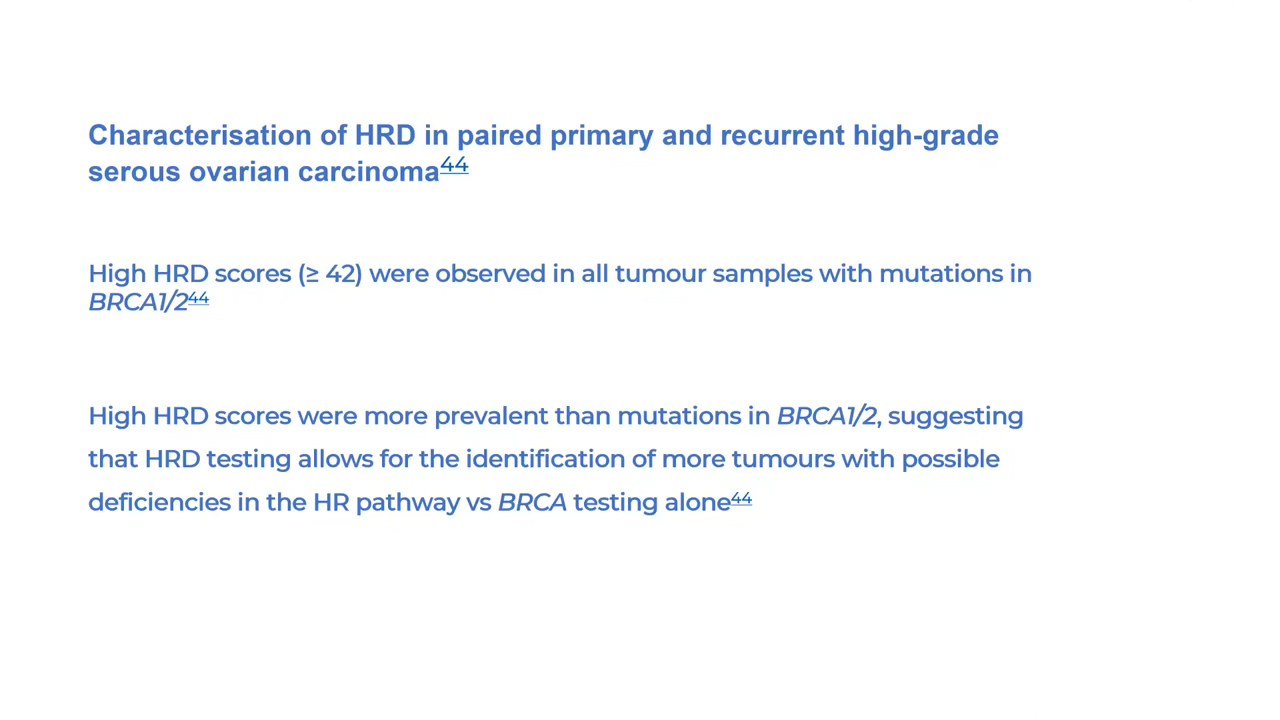 Characterisation of HRD in paired primary and recurrent high-grade
serous ovarian carcinoma44
High HRD scores (≥ 42) were observed in all tumour samples with mutations in
BRCA1/244
High HRD scores were more prevalent than mutations in BRCA1/2, suggesting
that HRD testing allows for the identification of more tumours with possible
deficiencies in the HR pathway vs BRCA testing alone44